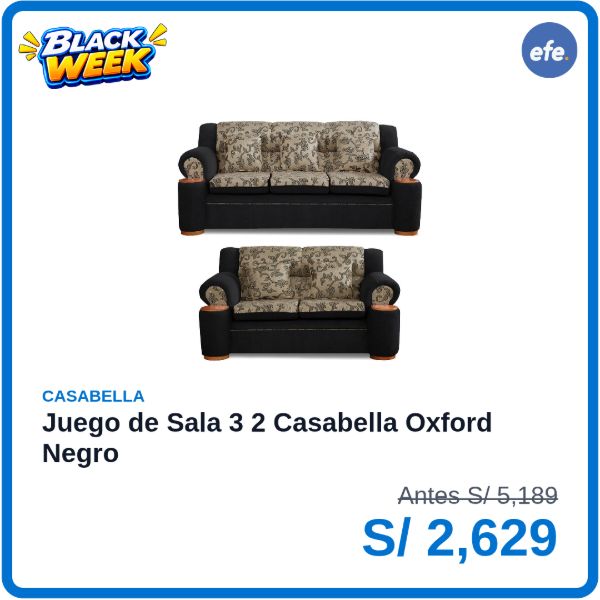 BLACK
WEEK
efe.
CASABELLA
Juego de Sala 3 2 Casabella Oxford
Negro
Antes S/ 5,189
S/ 2,629